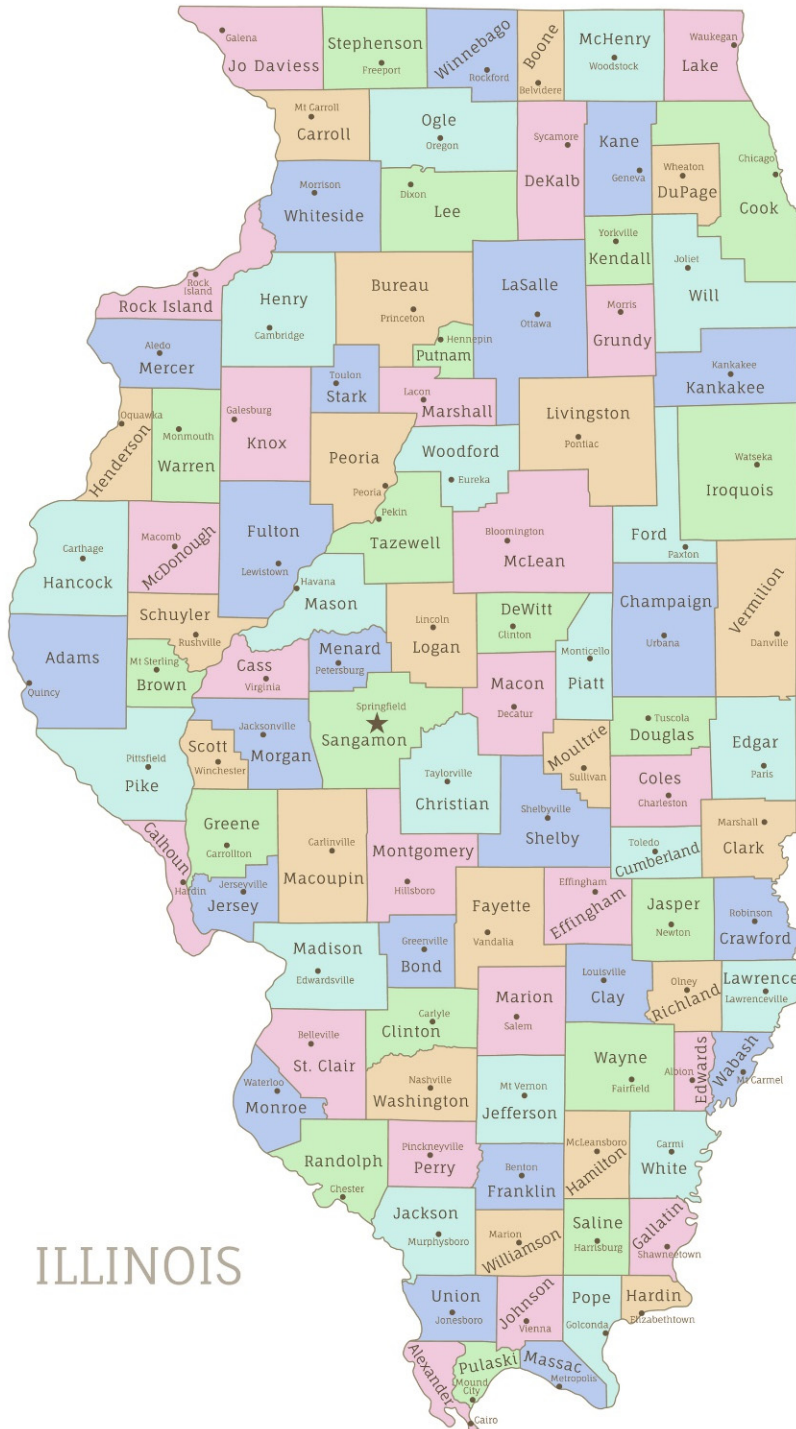 Galena
Jo Daviess
Stephenson
Freeport
Winnebago
Rockford
Boone
Belvidere
McHenry
Woodstock
Waukegan
Lake
Mt Carroll
Carroll
Ogle
Oregon
Sycamore
DeKalb
Kane
Geneva
Wheaton
DuPage
Chicago
Cook
Morrison
Whiteside
Dixon
Lee
Yorkville
Kendall
Joliet
Will
Rock
Island
Rock Island
Henry
Cambridge
Bureau
Princeton
Hennepin
Putnam
LaSalle
Ottawa
Morris
Grundy
Kankakee
Kankakee
Aledo
Mercer
Toulon
Stark
Lacon
Marshall
Livingston
Pontiac
Oquawka
Henderson
Monmouth
Warren
Galesburg
Knox
Peoria
Peoria
Woodford
Eureka
Watseka
Iroquois
Pekin
Tazewell
Bloomington
McLean
Ford
Paxton
Carthage
Hancock
Macomb
McDonough
Fulton
Lewistown
Havana
Mason
Lincoln
Logan
DeWitt
Clinton
Champaign
Urbana
Vermilion
Danville
Schuyler
Rushville
Adams
Quincy
Mt Sterling
Brown
Cass
Virginia
Menard
Petersburg
Macon
Decatur
Monticello
Piatt
Springfield
Sangamon
Jacksonville
Morgan
Scott
Winchester
Pittsfield
Pike
Taylorville
Christian
Moultrie
Sullivan
Tuscola
Douglas
Edgar
Paris
Coles
Charleston
Shelbyville
Shelby
Toledo
Cumberland
Marshall
Clark
Calhoun
Hardin
Greene
Carrollton
Carlinville
Macoupin
Montgomery
Hillsboro
Jerseyville
Jersey
Fayette
Vandalia
Effingham
Effingham
Jasper
Newton
Robinson
Crawford
Madison
Edwardsville
Greenville
Bond
Louisville
Clay
Olney
Richland
Lawrence
Lawrenceville
Carlyle
Clinton
Marion
Salem
Belleville
St. Clair
Wayne
Fairfield
Albion
Edwards
Wabash
Mt Carmel
Waterloo
Monroe
Nashville
Washington
Mt Vernon
Jefferson
Randolph
Chester
Pinckneyville
Perry
Benton
Franklin
McLeansboro
Hamilton
Carmi
White
Jackson
Murphysboro
Marion
Williamson
Saline
Harrisburg
Gallatin
Shawneetown
ILLINOIS
Union
Jonesboro
Johnson
Vienna
Pope
Golconda
Hardin
Elizabethtown
Alexander
Cairo
Pulaski
Mound
City
Massac
Metropolis